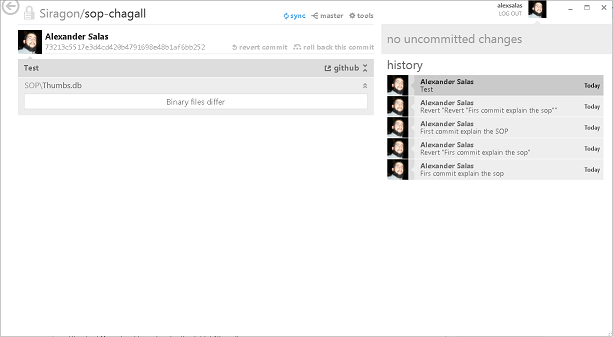 Siragon/sop-chagall
sync
master
tools
alexsalas
LOG OUT
Alexander Salas
73213c5517e3d4cd420b4791698e48b1af6bb252
revert commit
roll back this commit
Test
github
SOP\Thumbs.db
Binary files differ
no uncommitted changes
history
Alexander Salas
Test
Today
Alexander Salas
Revert "Revert "Firs commit explain the sop""
Today
Alexander Salas
First commit explain the SOP
Today
Alexander Salas
Revert "Firs commit explain the sop"
Today
Alexander Salas
Firs commit explain the sop
Today